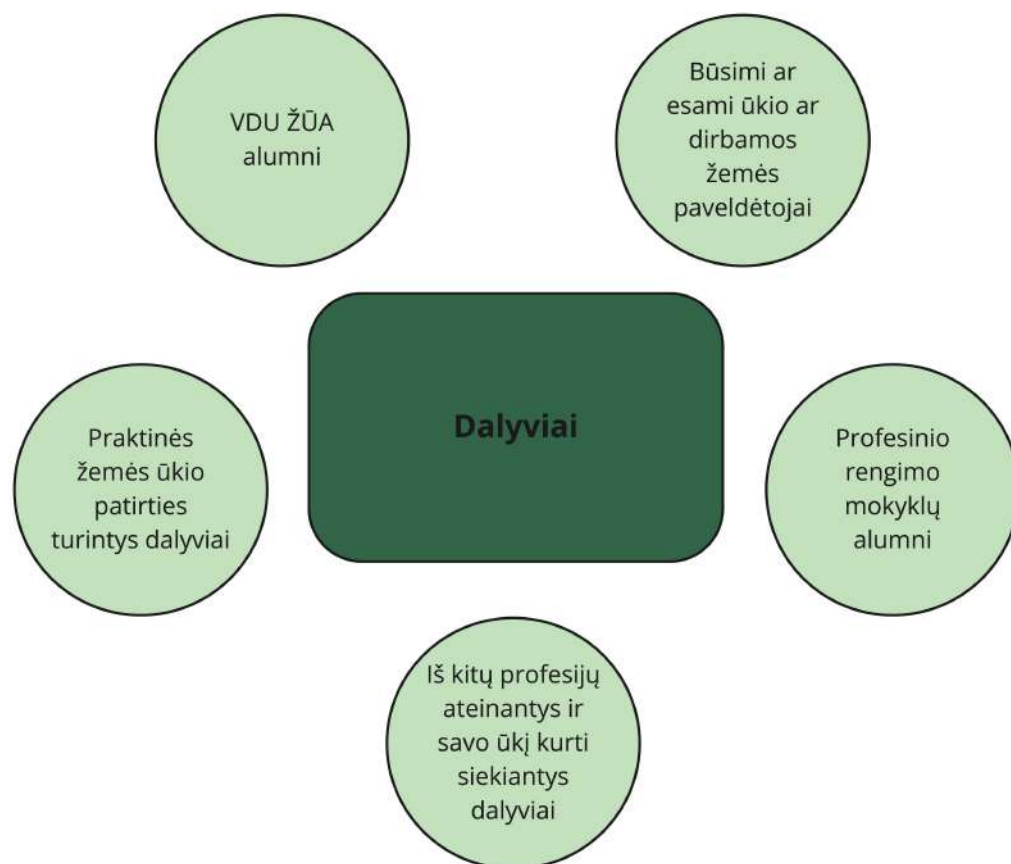 VDU ŽŪA
alumni
Būsimi ar
esami ūkio ar
dirbamos
žemės
paveldėtojai
Dalyviai
Praktinės
žemės ūkio
patirties
turintys dalyviai
Profesinio
rengimo
mokyklų
alumni
Iš kitų profesijų
ateinantys ir
savo ūkį kurti
siekiantys
dalyviai